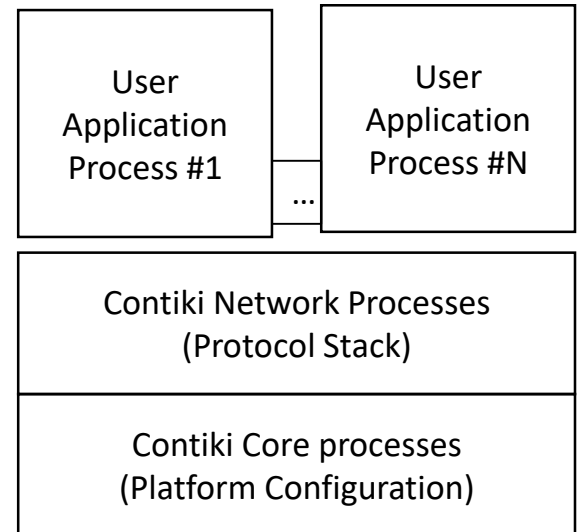 User
Application
Process #1
...
User
Application
Process #N
Contiki Network Processes
(Protocol Stack)
Contiki Core processes
(Platform Configuration)